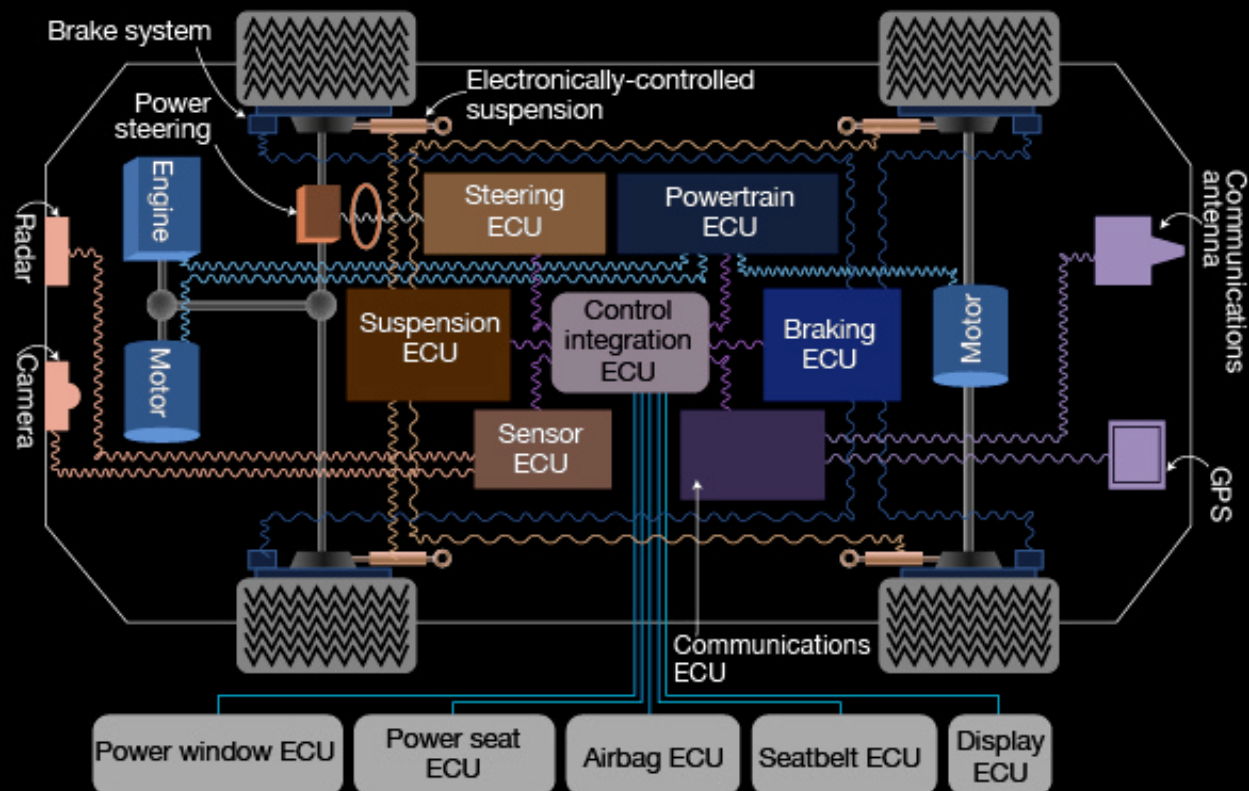 Brake system
Electronically-controlled
suspension
Power
steering
Engine
Steering
ECU
Powertrain
ECU
Communications
antenna
Radar
Suspension
ECU
Control
integration
ECU
Braking
ECU
Motor
Camera
Motor
Sensor
ECU
GPS
Communications
ECU
Power window ECU
Power seat
ECU
Airbag ECU
Seatbelt ECU
Display
ECU